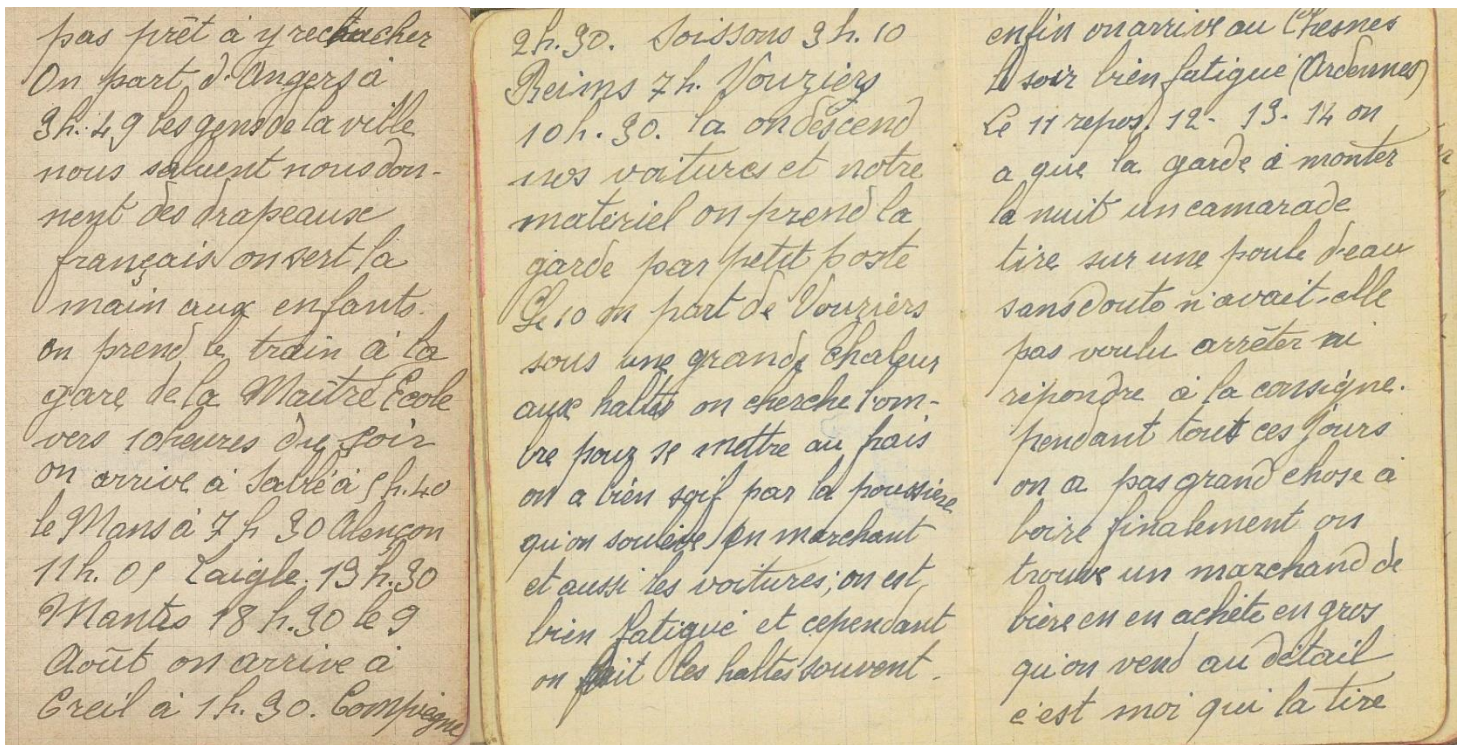 pas prêt à y recoucher
On part d'Angers à
3h:49 les gens de la ville
nous saluent nous don-
nent des drapeaux
français on sert la
main aux enfants.
on prend le train à la
gare de la Maître Ecole
vers 10 heures du soir
on arrive à Sablé à 5h.40
le Mans à 7 h 30 Alençon
11h.05 Laigle. 13 h.30
Mantes 18 h.30 le 9
Août on arrive à
Creil à 1 h.30. Compiègne
2h.30. Soissons 3h.10
Reims 7h. Vouziers
10h.30. la on descend
nos voitures et notre
matériel on prend la
garde par petit poste
Le 10 on part de Vouziers
sous une grande chaleur
aux haltes on cherche l'om-
bre pour se mettre au frais
on a bien soif par la poussière
qu'on soulève en marchant
et aussi les voitures; on est
bien fatigué et cependant
on fait les haltes souvent.
enfin on arrive au Chesnes
le soir bien fatigué (Ardennes)
Le 11 repos. 12- 13. 14 on
a que la garde à monter
la nuit un camarade
tire sur une poule d'eau
sans doute n'avait-elle
pas voulu arrêter ni
répondre à la consigne.
pendant tout ces jours
on a pas grand chose à
boire finalement on
trouve un marchand de
bière en en achète en gros
qu'on vend au détail
c'est moi qui la tire